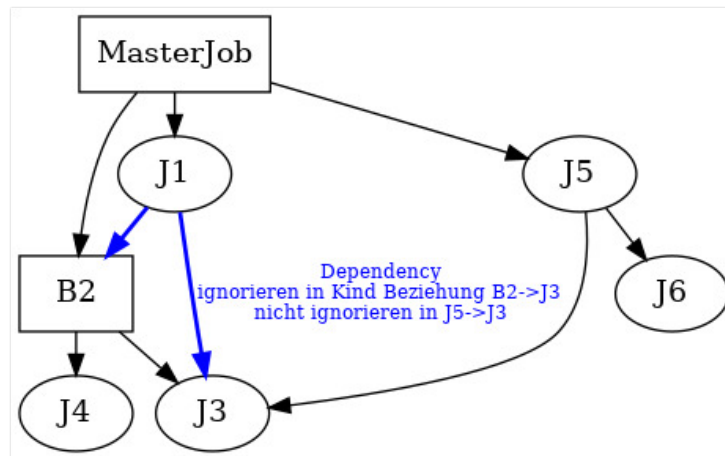 MasterJob
J1
J5
Dependency
ignorieren in Kind Beziehung B2->J3
nicht ignorieren in J5->J3
B2
J6
J4
J3